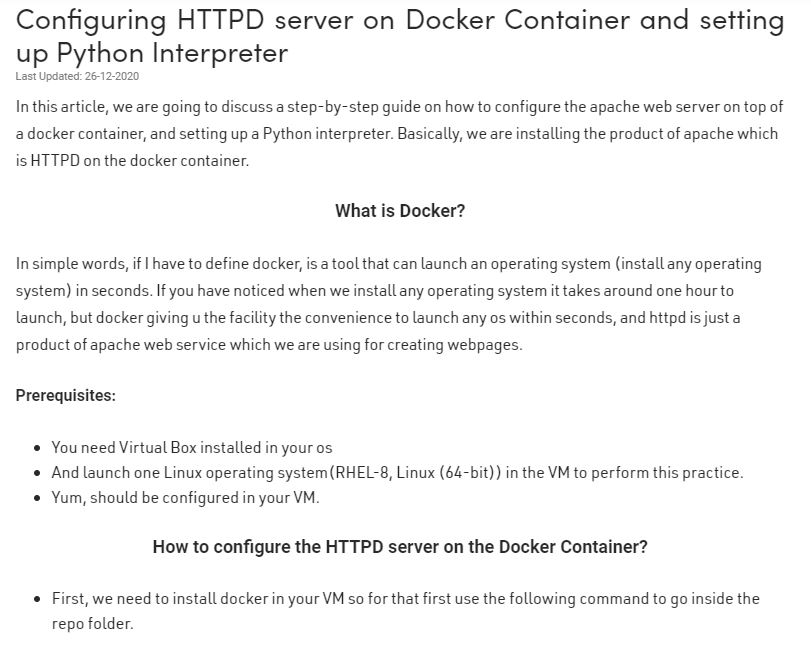 Configuring HTTPD server on Docker Container and setting
up Python Interpreter
Last Updated: 26-12-2020
In this article, we are going to discuss a step-by-step guide on how to configure the apache web server on top of
a docker container, and setting up a Python interpreter. Basically, we are installing the product of apache which
is HTTPD on the docker container.
What is Docker?
In simple words, if I have to define docker, is a tool that can launch an operating system (install any operating
system) in seconds. If you have noticed when we install any operating system it takes around one hour to
launch, but docker giving u the facility the convenience to launch any os within seconds, and httpd is just a
product of apache web service which we are using for creating webpages.
Prerequisites:
• You need Virtual Box installed in your os
• And launch one Linux operating system(RHEL-8, Linux (64-bit)) in the VM to perform this practice.
• Yum, should be configured in your VM.
How to configure the HTTPD server on the Docker Container?
• First, we need to install docker in your VM so for that first use the following command to go inside the
repo folder.